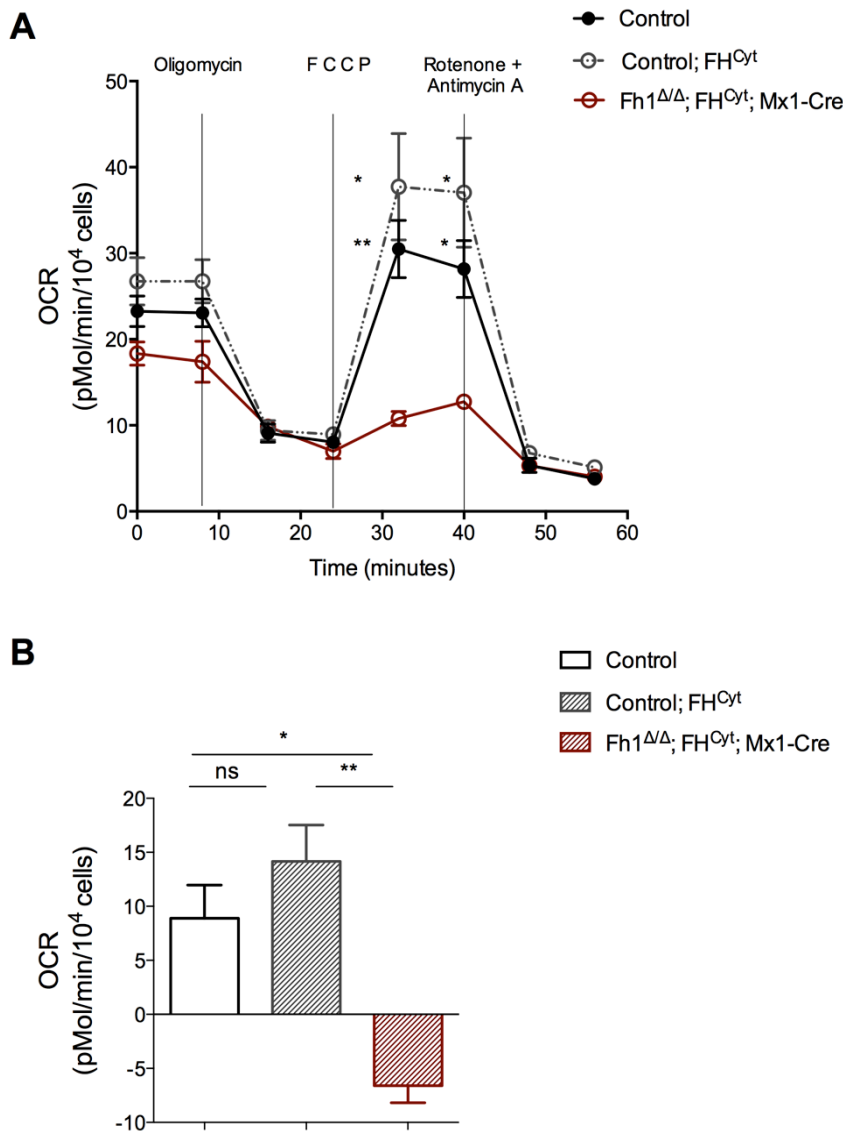 A
Control
Control; FH^Cyt
Fh1^Δ/Δ; FH^Cyt; Mx1-Cre
Oligomycin
F C C P
Rotenone +
Antimycin A
OCR
(pMol/min/10^4 cells)
50
40
30
20
10
0
*
*
**
*
0 10 20 30 40 50 60
Time (minutes)
B
Control
Control; FH^Cyt
Fh1^Δ/Δ; FH^Cyt; Mx1-Cre
*
ns **
OCR
(pMol/min/10^4 cells)
20
15
10
5
0
-5
-10